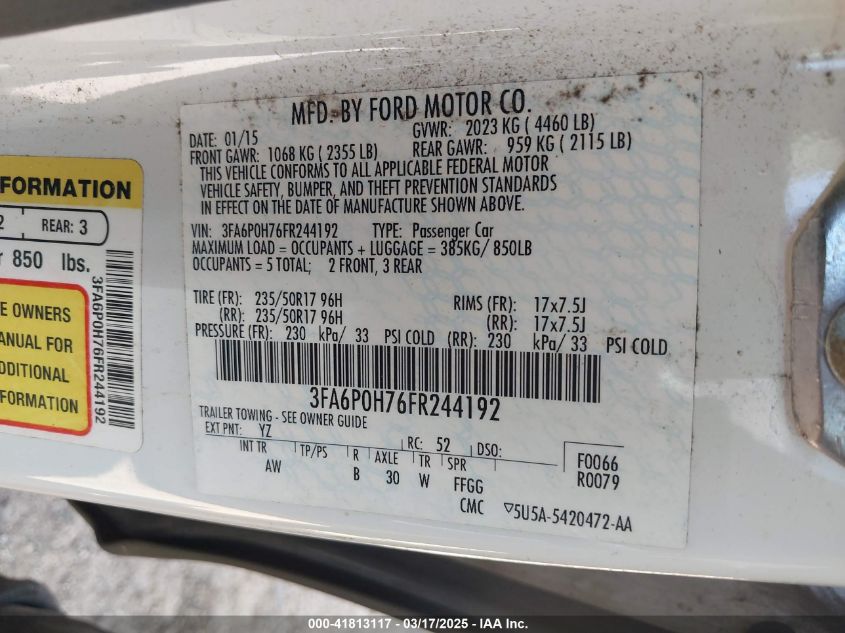 MFD. BY FORD MOTOR CO.
DATE: 01/15 GVWR: 2023 KG ( 4460 LB)
FRONT GAWR: 1068 KG ( 2355 LB) REAR GAWR: 959 KG ( 2115 LB)
THIS VEHICLE CONFORMS TO ALL APPLICABLE FEDERAL MOTOR
VEHICLE SAFETY, BUMPER, AND THEFT PREVENTION STANDARDS
IN EFFECT ON THE DATE OF MANUFACTURE SHOWN ABOVE.
VIN: 3FA6P0H76FR244192 TYPE: Passenger Car
MAXIMUM LOAD = OCCUPANTS + LUGGAGE = 385KG/ 850LB
OCCUPANTS = 5 TOTAL; 2 FRONT, 3 REAR
TIRE (FR): 235/50R17 96H RIMS (FR): 17x7.5J
(RR): 235/50R17 96H (RR): 17x7.5J
PRESSURE (FR): 230 kPa/ 33 PSI COLD (RR): 230 kPa/ 33 PSI COLD
3FA6P0H76FR244192
TRAILER TOWING - SEE OWNER GUIDE
EXT PNT: YZ RC: 52 DSO:
INT TR TP/PS R AXLE TR SPR
AW B 30 W FFGG
F0066
R0079
CMC ▽5U5A-5420472-AA
FORMATION
2 REAR: 3
r 850 lbs.
E OWNERS
MANUAL FOR
DDITIONAL
FORMATION
3FA6P0H76FR244192
000-41813117 - 03/17/2025 - IAA Inc.